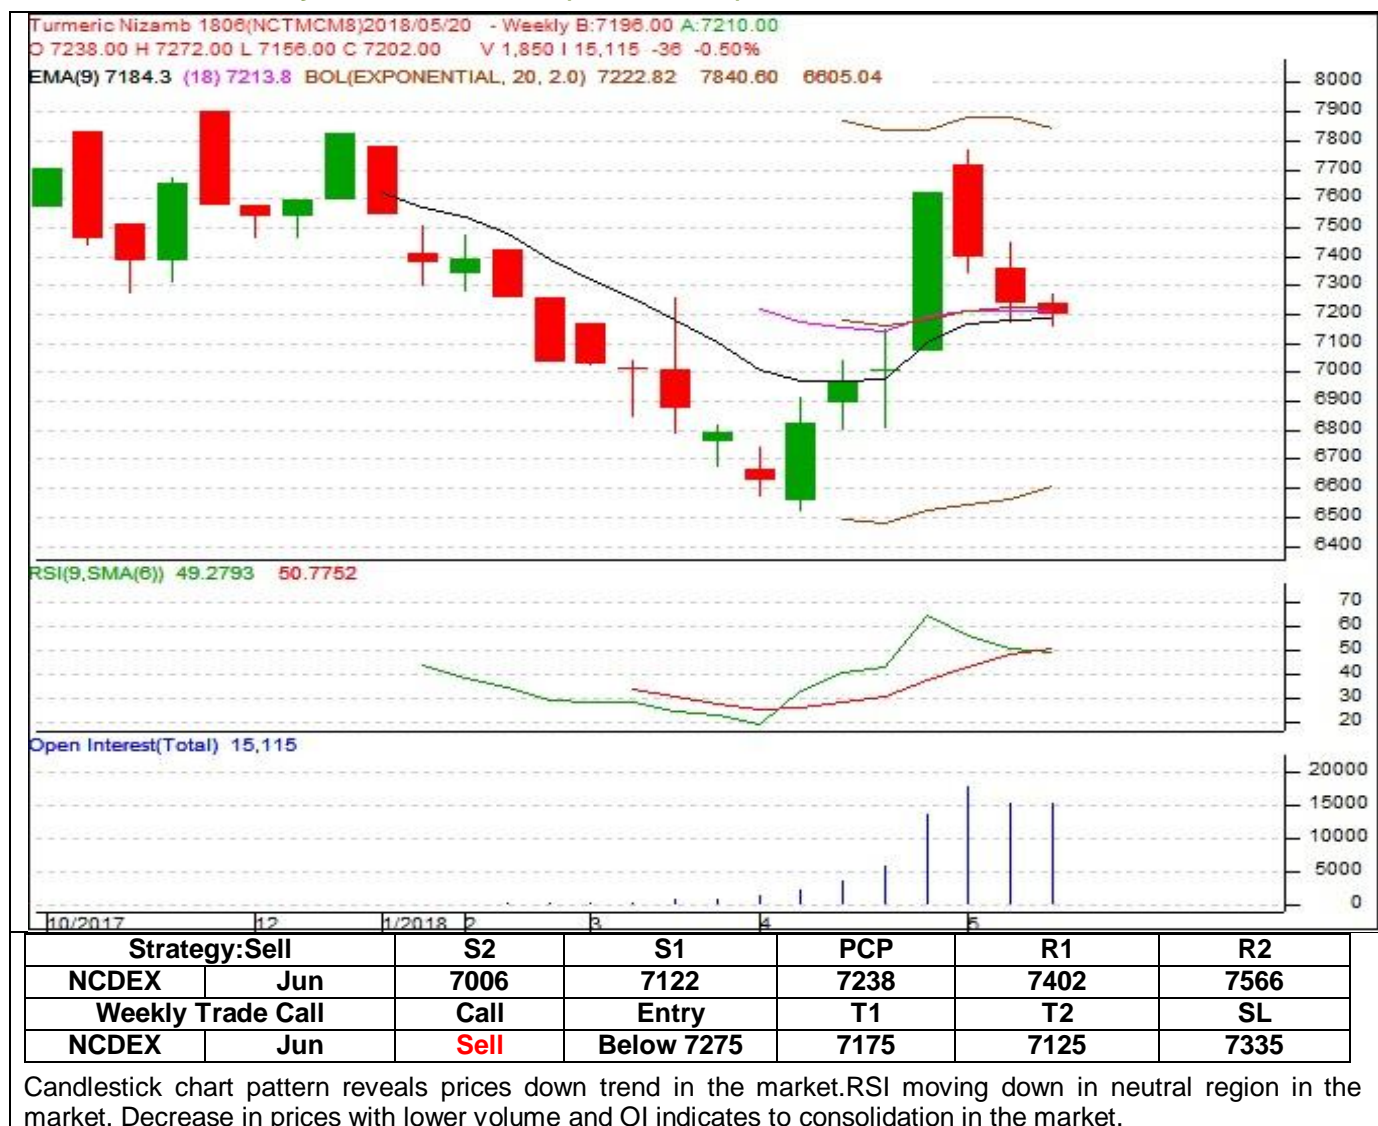 Turmeric Nizamb 1806(NCTMCM8)2018/05/20 - Weekly B:7196.00 A:7210.00
O 7238.00 H 7272.00 L 7156.00 C 7202.00 V 1,850 I 15,115 -36 -0.50%
EMA(9) 7184.3 (18) 7213.8 BOL(EXPONENTIAL, 20, 2.0) 7222.82 7840.60 6605.04
8000
7900
7800
7700
7600
7500
7400
7300
7200
7100
7000
6900
6800
6700
6600
6500
6400
RSI(9,SMA(6)) 49.2793 50.7752
70
60
50
40
30
20
Open Interest(Total) 15,115
20000
15000
10000
5000
0
10/2017 12 1/2018 2 3 4 5
Strategy:Sell S2 S1 PCP R1 R2
NCDEX Jun 7006 7122 7238 7402 7566
Weekly Trade Call Call Entry T1 T2 SL
NCDEX Jun Sell Below 7275 7175 7125 7335
Candlestick chart pattern reveals prices down trend in the market.RSI moving down in neutral region in the
market. Decrease in prices with lower volume and OI indicates to consolidation in the market.